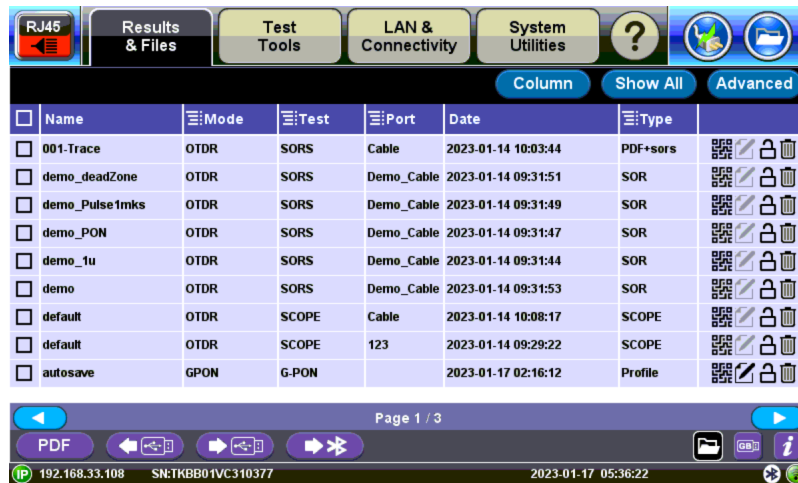 RJ45 Results & Files Test Tools LAN & Connectivity System Utilities ?
Column Show All Advanced
Name Mode Test Port Date Type
001-Trace OTDR SORS Cable 2023-01-14 10:03:44 PDF+sors
demo_deadZone OTDR SORS Demo_Cable 2023-01-14 09:31:51 SOR
demo_Pulse1mks OTDR SORS Demo_Cable 2023-01-14 09:31:49 SOR
demo_PON OTDR SORS Demo_Cable 2023-01-14 09:31:47 SOR
demo_1u OTDR SORS Demo_Cable 2023-01-14 09:31:44 SOR
demo OTDR SORS Demo_Cable 2023-01-14 09:31:53 SOR
default OTDR SCOPE Cable 2023-01-14 10:08:17 SCOPE
default OTDR SCOPE 123 2023-01-14 09:29:22 SCOPE
autosave GPON G-PON 2023-01-17 02:16:12 Profile
Page 1 / 3
PDF GB i
IP 192.168.33.108 SN:TKBB01VC310377 2023-01-17 05:36:22